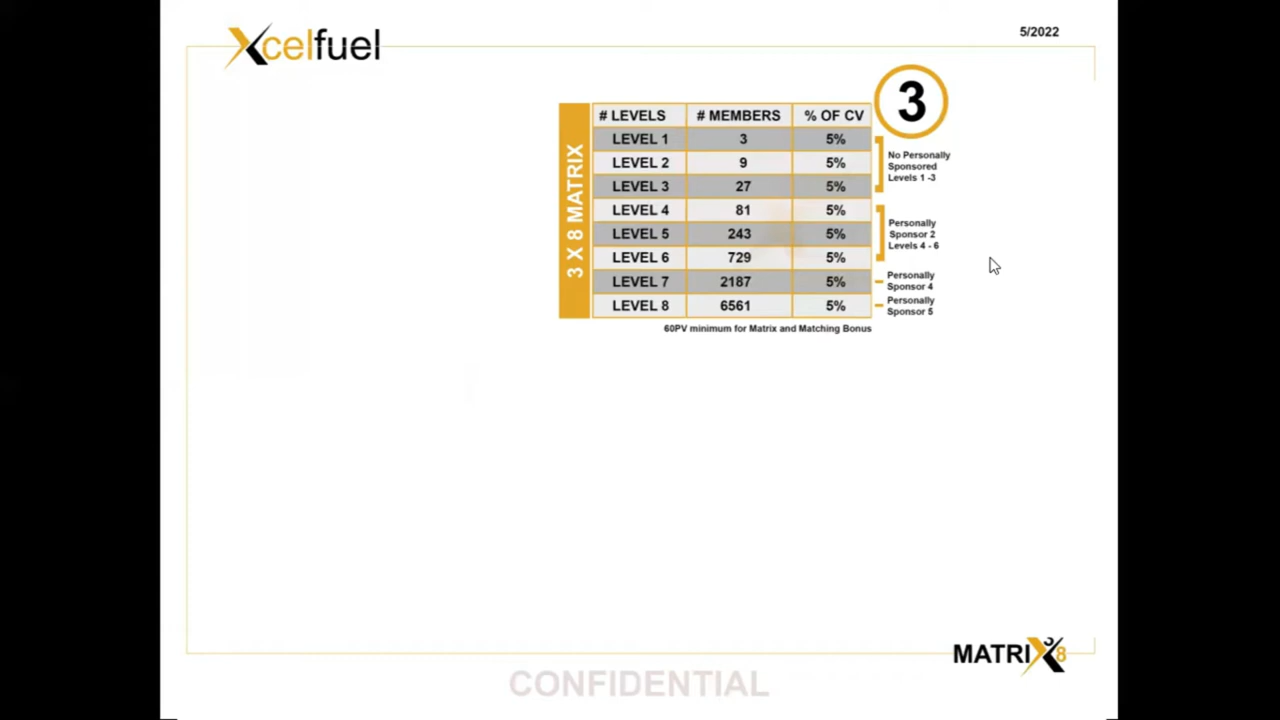 Xcelfuel
5/2022
3
3 X 8 MATRIX
# LEVELS # MEMBERS % OF CV
LEVEL 1 3 5%
LEVEL 2 9 5%
LEVEL 3 27 5%
LEVEL 4 81 5%
LEVEL 5 243 5%
LEVEL 6 729 5%
LEVEL 7 2187 5%
LEVEL 8 6561 5%
No Personally
Sponsored
Levels 1 -3
Personally
Sponsor 2
Levels 4 - 6
Personally
Sponsor 4
Personally
Sponsor 5
60PV minimum for Matrix and Matching Bonus
MATRIX 38
CONFIDENTIAL